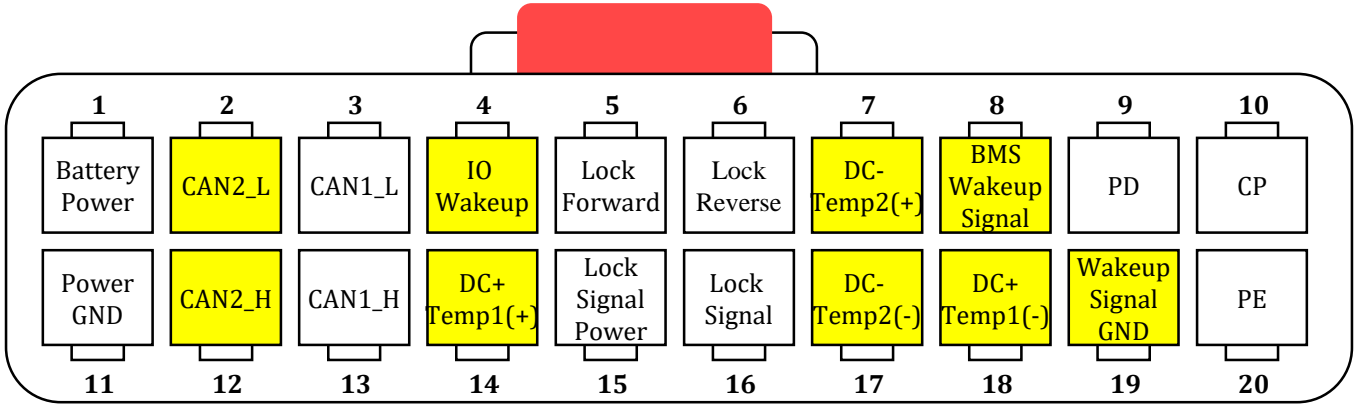 1 2 3 4 5 6 7 8 9 10
Battery
Power
CAN2_L
CAN1_L
IO
Wakeup
Lock
Forward
Lock
Reverse
DC-
Temp2(+)
BMS
Wakeup
Signal
PD
CP
Power
GND
CAN2_H
CAN1_H
DC+
Temp1(+)
Lock
Signal
Power
Lock
Signal
DC-
Temp2(-)
DC+
Temp1(-)
Wakeup
Signal
GND
PE
11 12 13 14 15 16 17 18 19 20